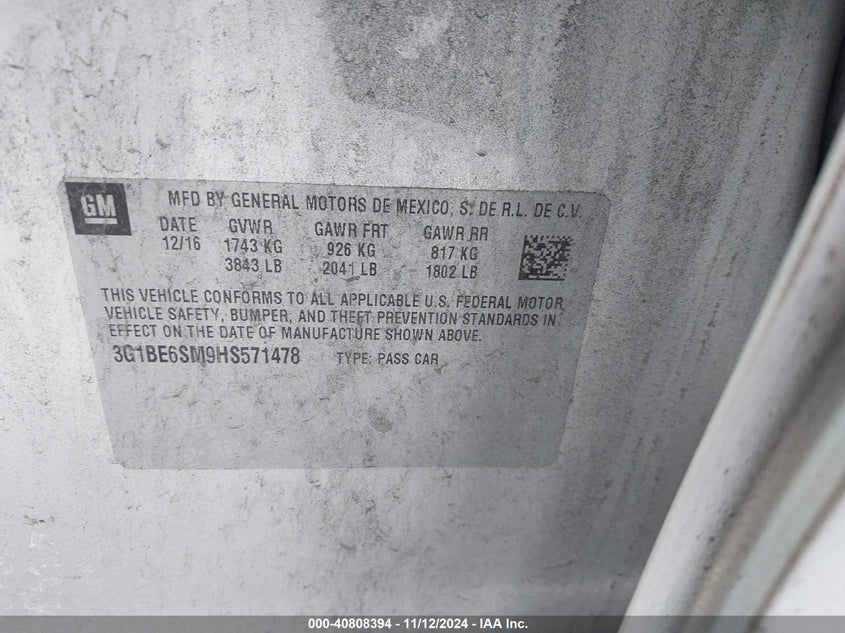 GM
MFD BY GENERAL MOTORS DE MEXICO, S. DE R.L. DE C.V.
DATE GVWR GAWR FRT GAWR RR
12/16 1743 KG 926 KG 817 KG
3843 LB 2041 LB 1802 LB
THIS VEHICLE CONFORMS TO ALL APPLICABLE U.S. FEDERAL MOTOR
VEHICLE SAFETY, BUMPER, AND THEFT PREVENTION STANDARDS IN
EFFECT ON THE DATE OF MANUFACTURE SHOWN ABOVE.
3G1BE6SM9HS571478 TYPE: PASS CAR
000-40808394 - 11/12/2024 - IAA Inc.